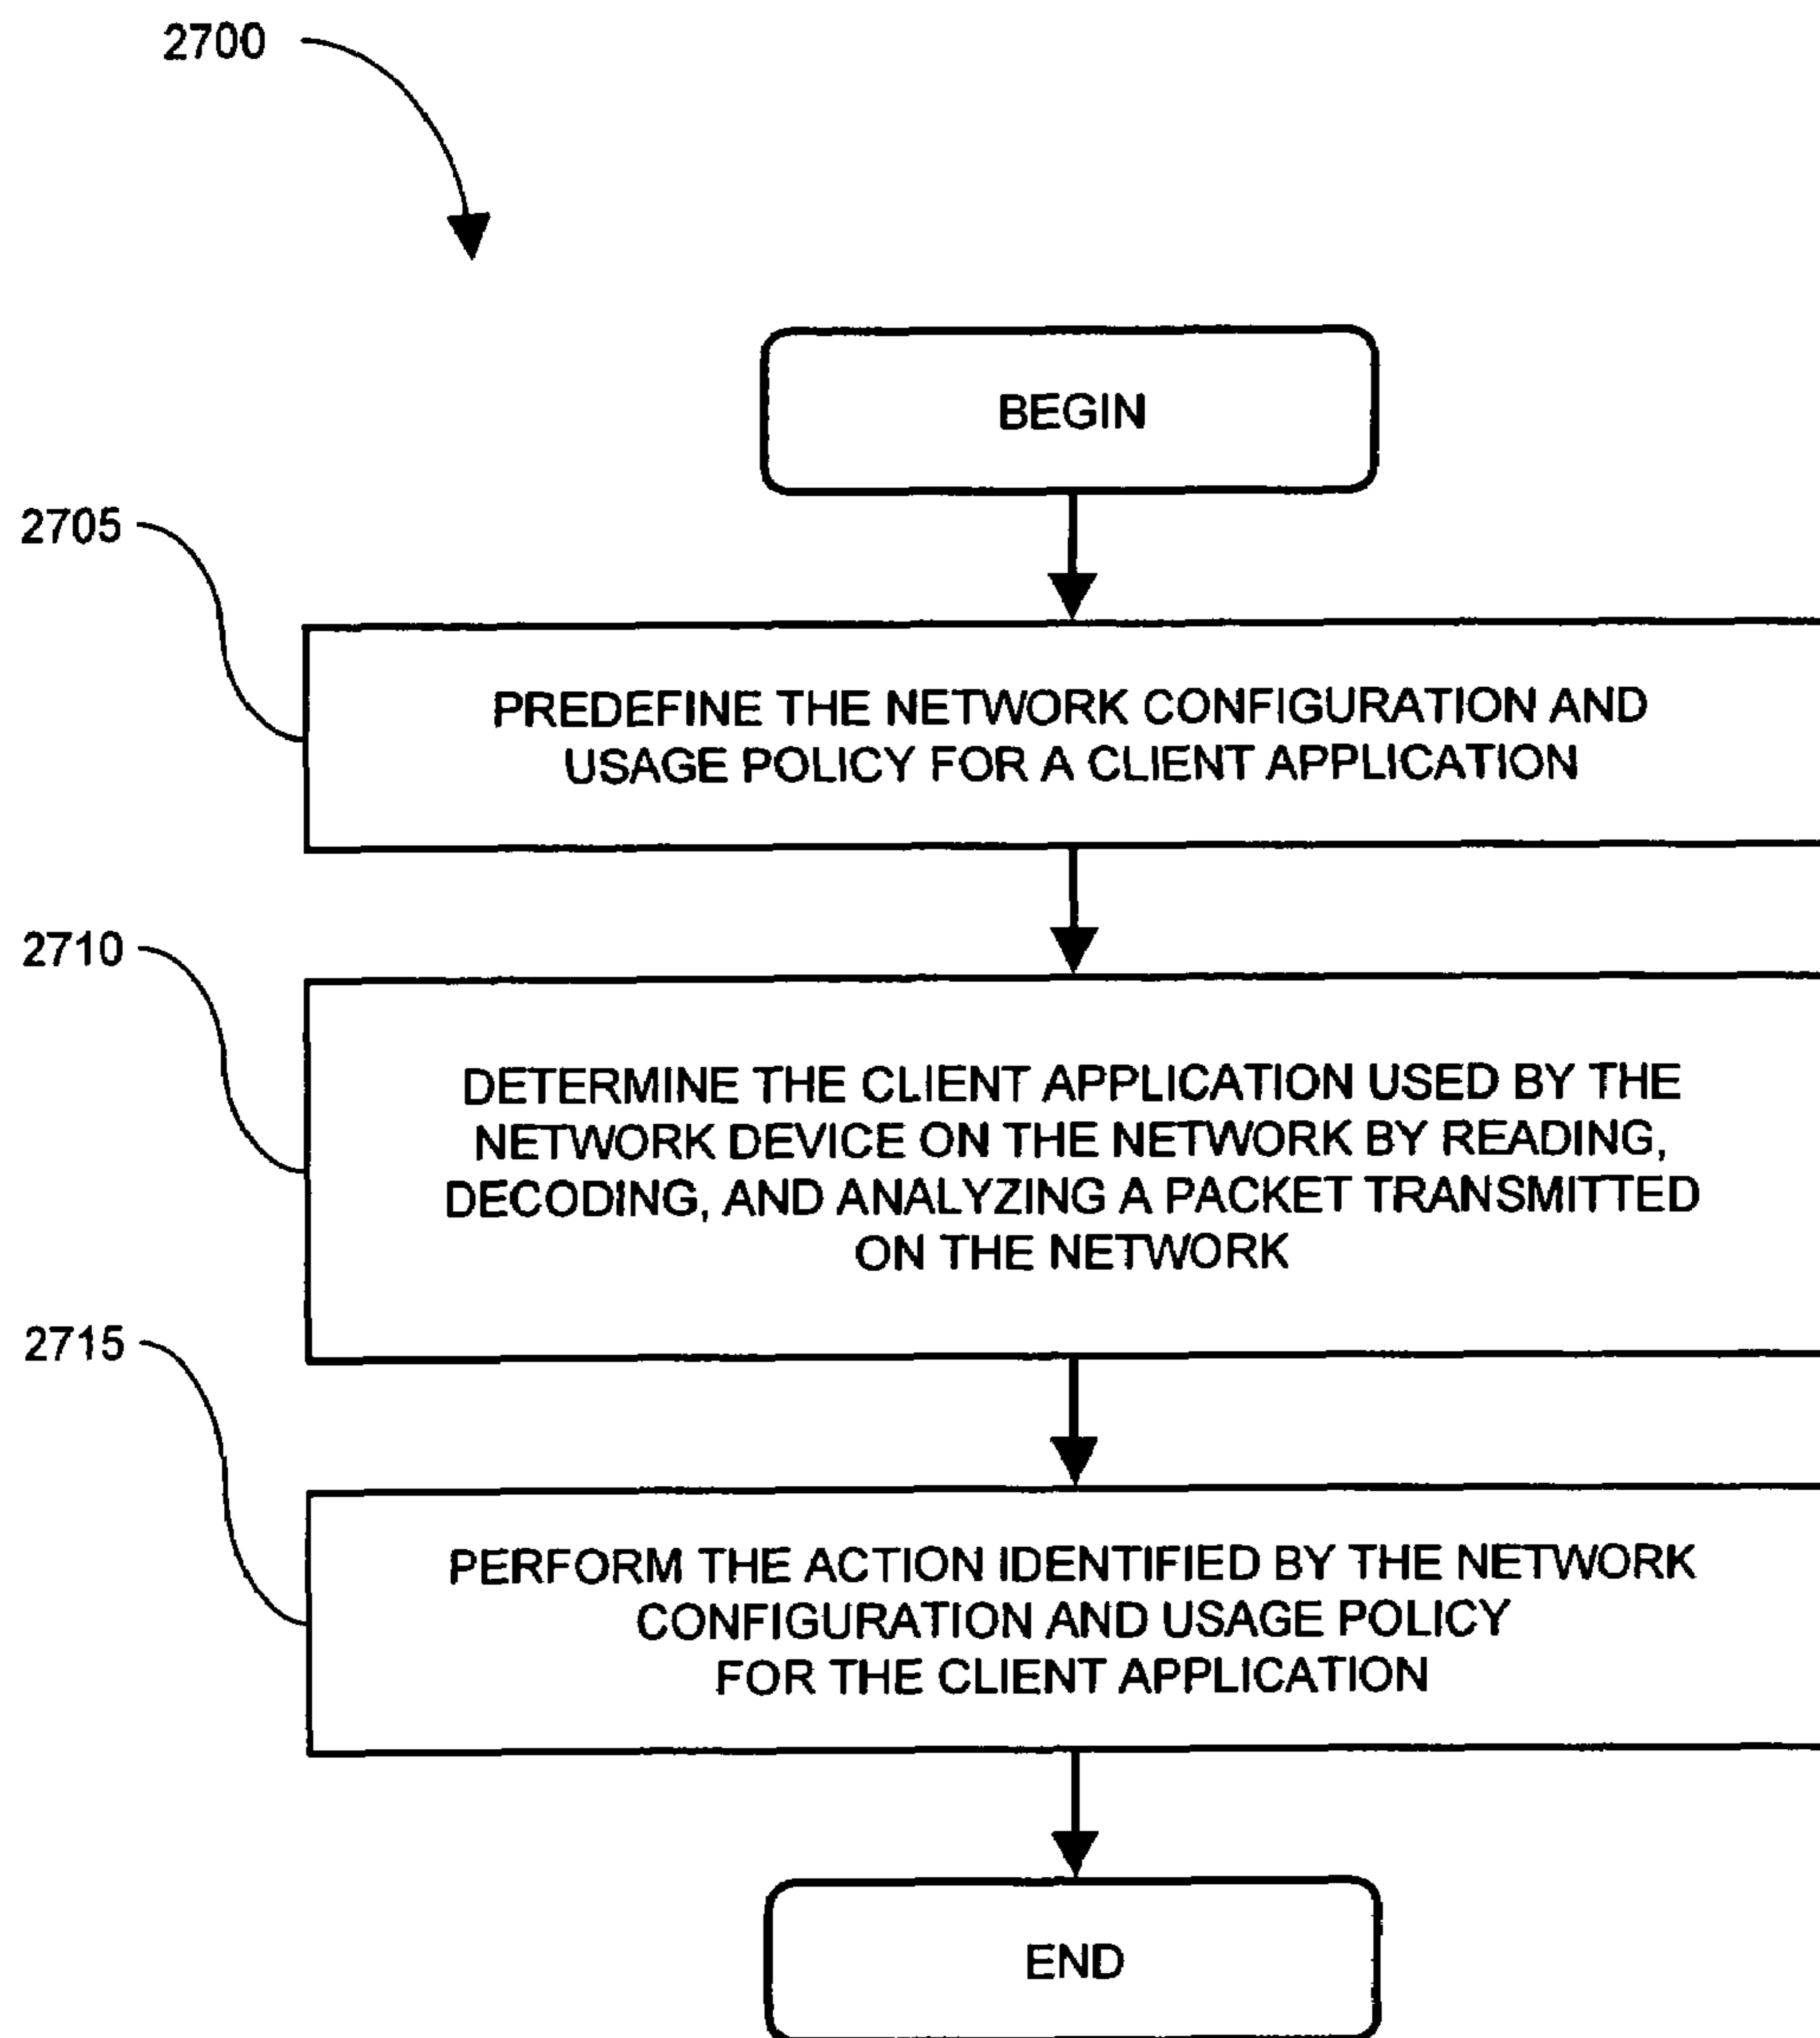 2700
BEGIN
2705
PREDEFINE THE NETWORK CONFIGURATION AND
USAGE POLICY FOR A CLIENT APPLICATION
2710
DETERMINE THE CLIENT APPLICATION USED BY THE
NETWORK DEVICE ON THE NETWORK BY READING,
DECODING, AND ANALYZING A PACKET TRANSMITTED
ON THE NETWORK
2715
PERFORM THE ACTION IDENTIFIED BY THE NETWORK
CONFIGURATION AND USAGE POLICY
FOR THE CLIENT APPLICATION
END